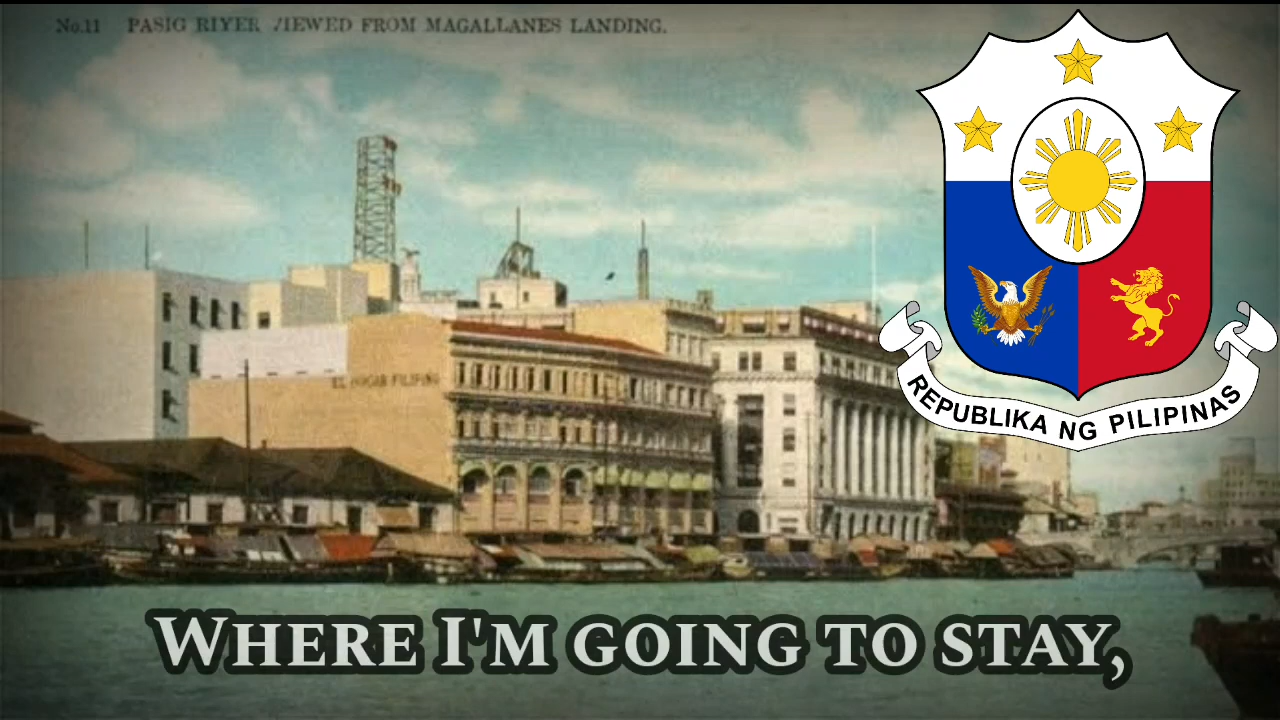 No.11 PASIG RIVER VIEWED FROM MAGALLANES LANDING.
EL HOGAR FILIPINO
REPUBLIKA NG PILIPINAS
WHERE I'M GOING TO STAY,